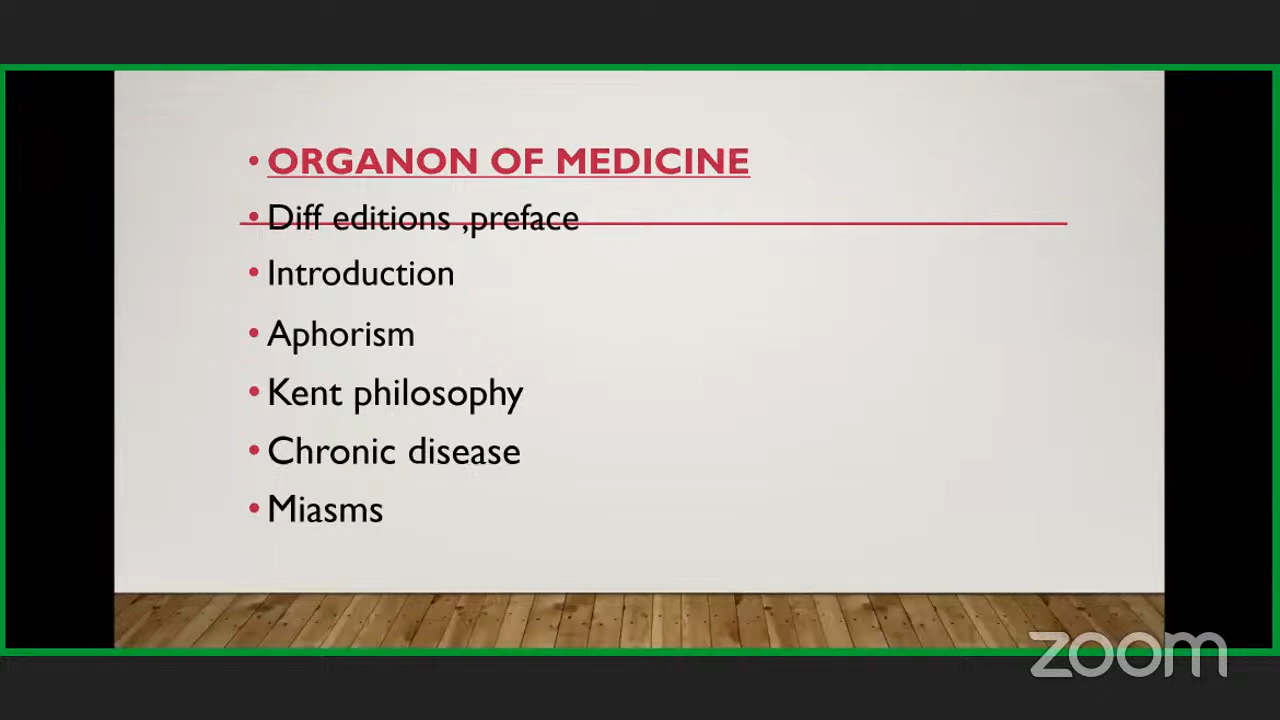 • ORGANON OF MEDICINE
• Diff editions ,preface
• Introduction
• Aphorism
• Kent philosophy
• Chronic disease
• Miasms
zoom